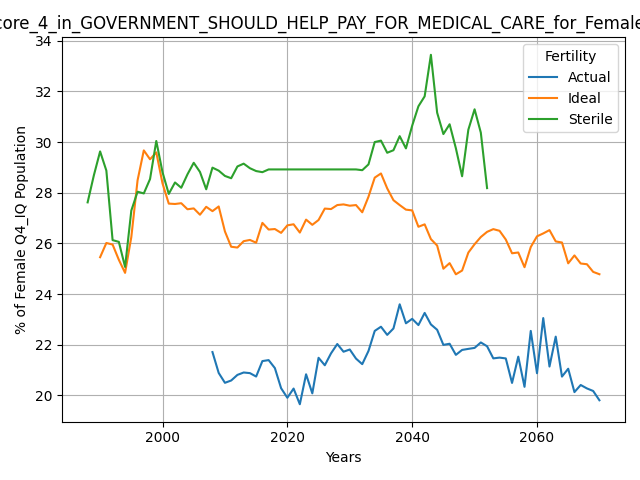 core_4_in_GOVERNMENT_SHOULD_HELP_PAY_FOR_MEDICAL_CARE_for_Female
Fertility
Actual
Ideal
Sterile
% of Female Q4_IQ Population
34
32
30
28
26
24
22
20
2000
2020
2040
2060
Years